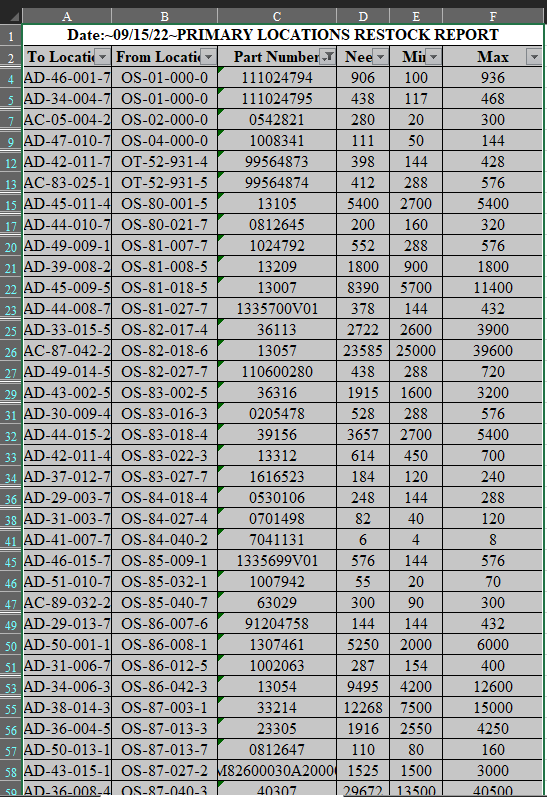 A B C D E F
1 Date:~09/15/22~PRIMARY LOCATIONS RESTOCK REPORT
2 To Locati From Locati Part Number Nee Min Max
4 AD-46-001-7 OS-01-000-0 111024794 906 100 936
5 AD-34-004-7 OS-01-000-0 111024795 438 117 468
7 AC-05-004-2 OS-02-000-0 0542821 280 20 300
9 AD-47-010-7 OS-04-000-0 1008341 111 50 144
12 AD-42-011-7 OT-52-931-4 99564873 398 144 428
13 AC-83-025-1 OT-52-931-5 99564874 412 288 576
15 AD-45-011-4 OS-80-001-5 13105 5400 2700 5400
17 AD-44-010-7 OS-80-021-7 0812645 200 160 320
20 AD-49-009-1 OS-81-007-7 1024792 552 288 576
21 AD-39-008-2 OS-81-008-5 13209 1800 900 1800
22 AD-45-009-5 OS-81-018-5 13007 8390 5700 11400
23 AD-44-008-7 OS-81-027-7 1335700V01 378 144 432
25 AD-33-015-5 OS-82-017-4 36113 2722 2600 3900
26 AC-87-042-2 OS-82-018-6 13057 23585 25000 39600
27 AD-49-014-5 OS-82-027-7 110600280 438 288 720
29 AD-43-002-5 OS-83-002-5 36316 1915 1600 3200
31 AD-30-009-4 OS-83-016-3 0205478 528 288 576
32 AD-44-015-2 OS-83-018-4 39156 3657 2700 5400
33 AD-42-011-4 OS-83-022-3 13312 614 450 700
34 AD-37-012-7 OS-83-027-7 1616523 184 120 240
36 AD-29-003-7 OS-84-018-4 0530106 248 144 288
38 AD-31-003-7 OS-84-027-4 0701498 82 40 120
41 AD-41-007-7 OS-84-040-2 7041131 6 4 8
45 AD-46-015-7 OS-85-009-1 1335699V01 576 144 576
46 AD-51-010-7 OS-85-032-1 1007942 55 20 70
47 AC-89-032-2 OS-85-040-7 63029 300 90 300
49 AD-29-013-7 OS-86-007-6 91204758 144 144 432
50 AD-50-001-1 OS-86-008-1 1307461 5250 2000 6000
51 AD-31-006-7 OS-86-012-5 1002063 287 154 400
53 AD-34-006-3 OS-86-042-3 13054 9495 4200 12600
55 AD-38-014-3 OS-87-003-1 33214 12268 7500 15000
56 AD-36-004-5 OS-87-013-3 23305 1916 2550 4250
57 AD-50-013-1 OS-87-013-7 0812647 110 80 160
58 AD-43-015-1 OS-87-027-2 M82600030A20000 1525 1500 3000
59 AD-36-008-4 OS-87-040-3 40307 29672 13500 40500